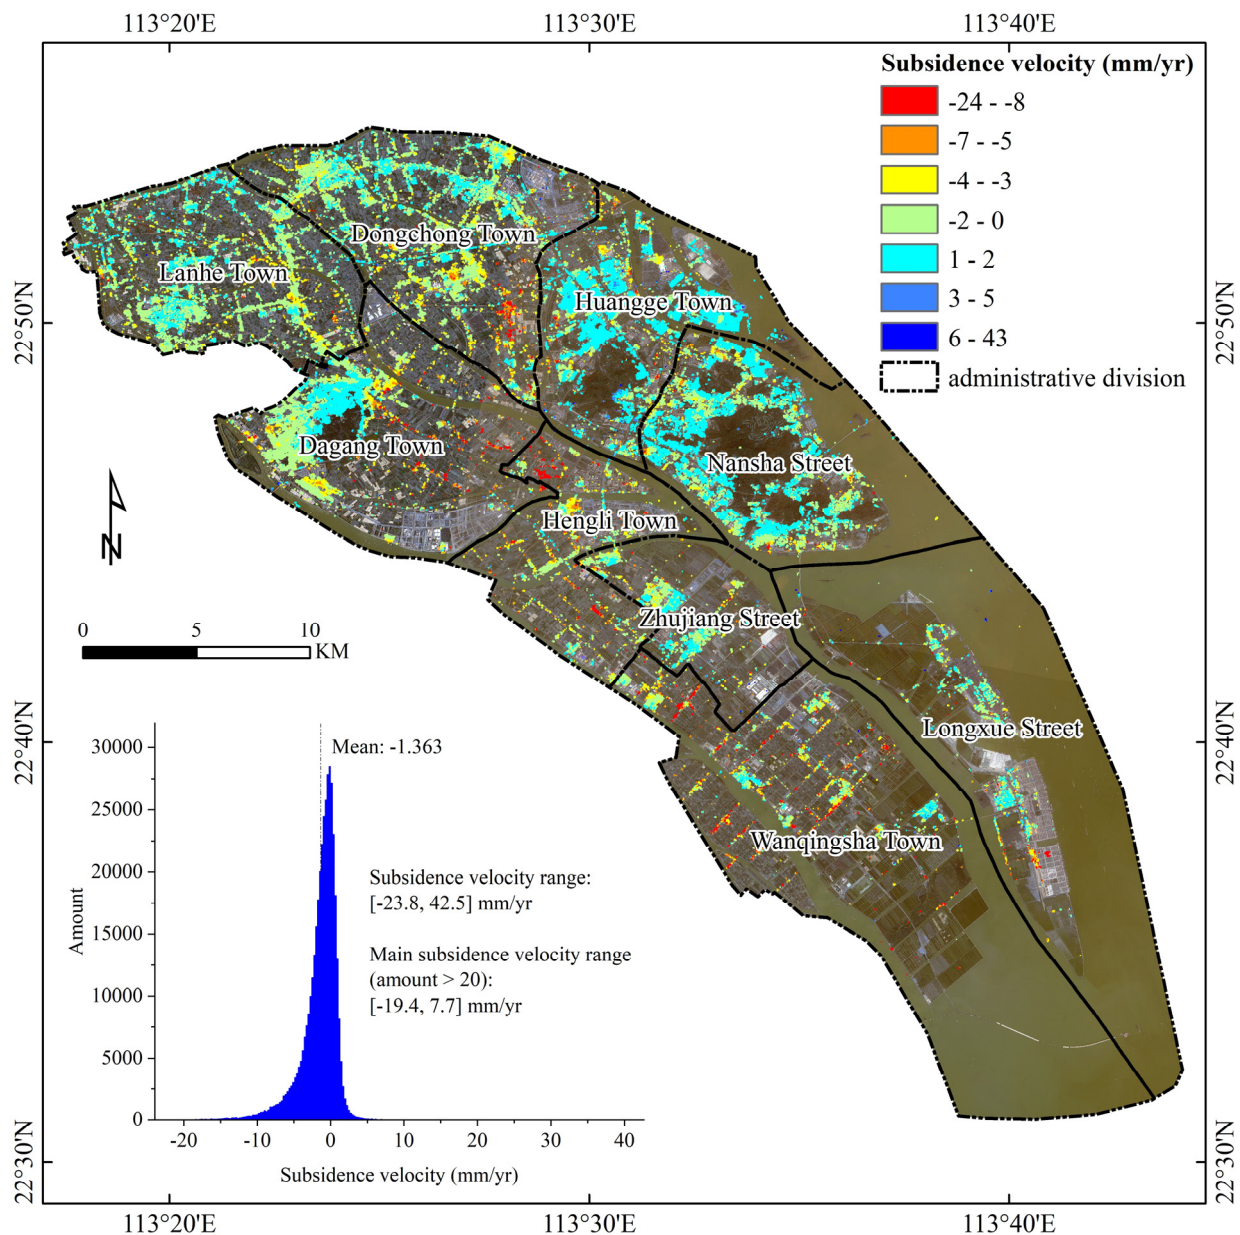 113°20'E
113°30'E
113°40'E
Subsidence velocity (mm/yr)
-24 - -8
-7 - -5
-4 - -3
-2 - 0
1 - 2
3 - 5
6 - 43
administrative division
Dongchong Town
Lanhe Town
Huangge Town
22°50'N
22°50'N
Dagang Town
Nansha Street
Hengli Town
N
Zhujiang Street
0
5
10
KM
Longxue Street
22°40'N
22°40'N
Wanqingsha Town
Mean: -1.363
30000
25000
20000
15000
10000
5000
0
Amount
Subsidence velocity range:
[-23.8, 42.5] mm/yr
Main subsidence velocity range
(amount > 20):
[-19.4, 7.7] mm/yr
-20
-10
0
10
20
30
40
Subsidence velocity (mm/yr)
22°30'N
22°30'N
113°20'E
113°30'E
113°40'E